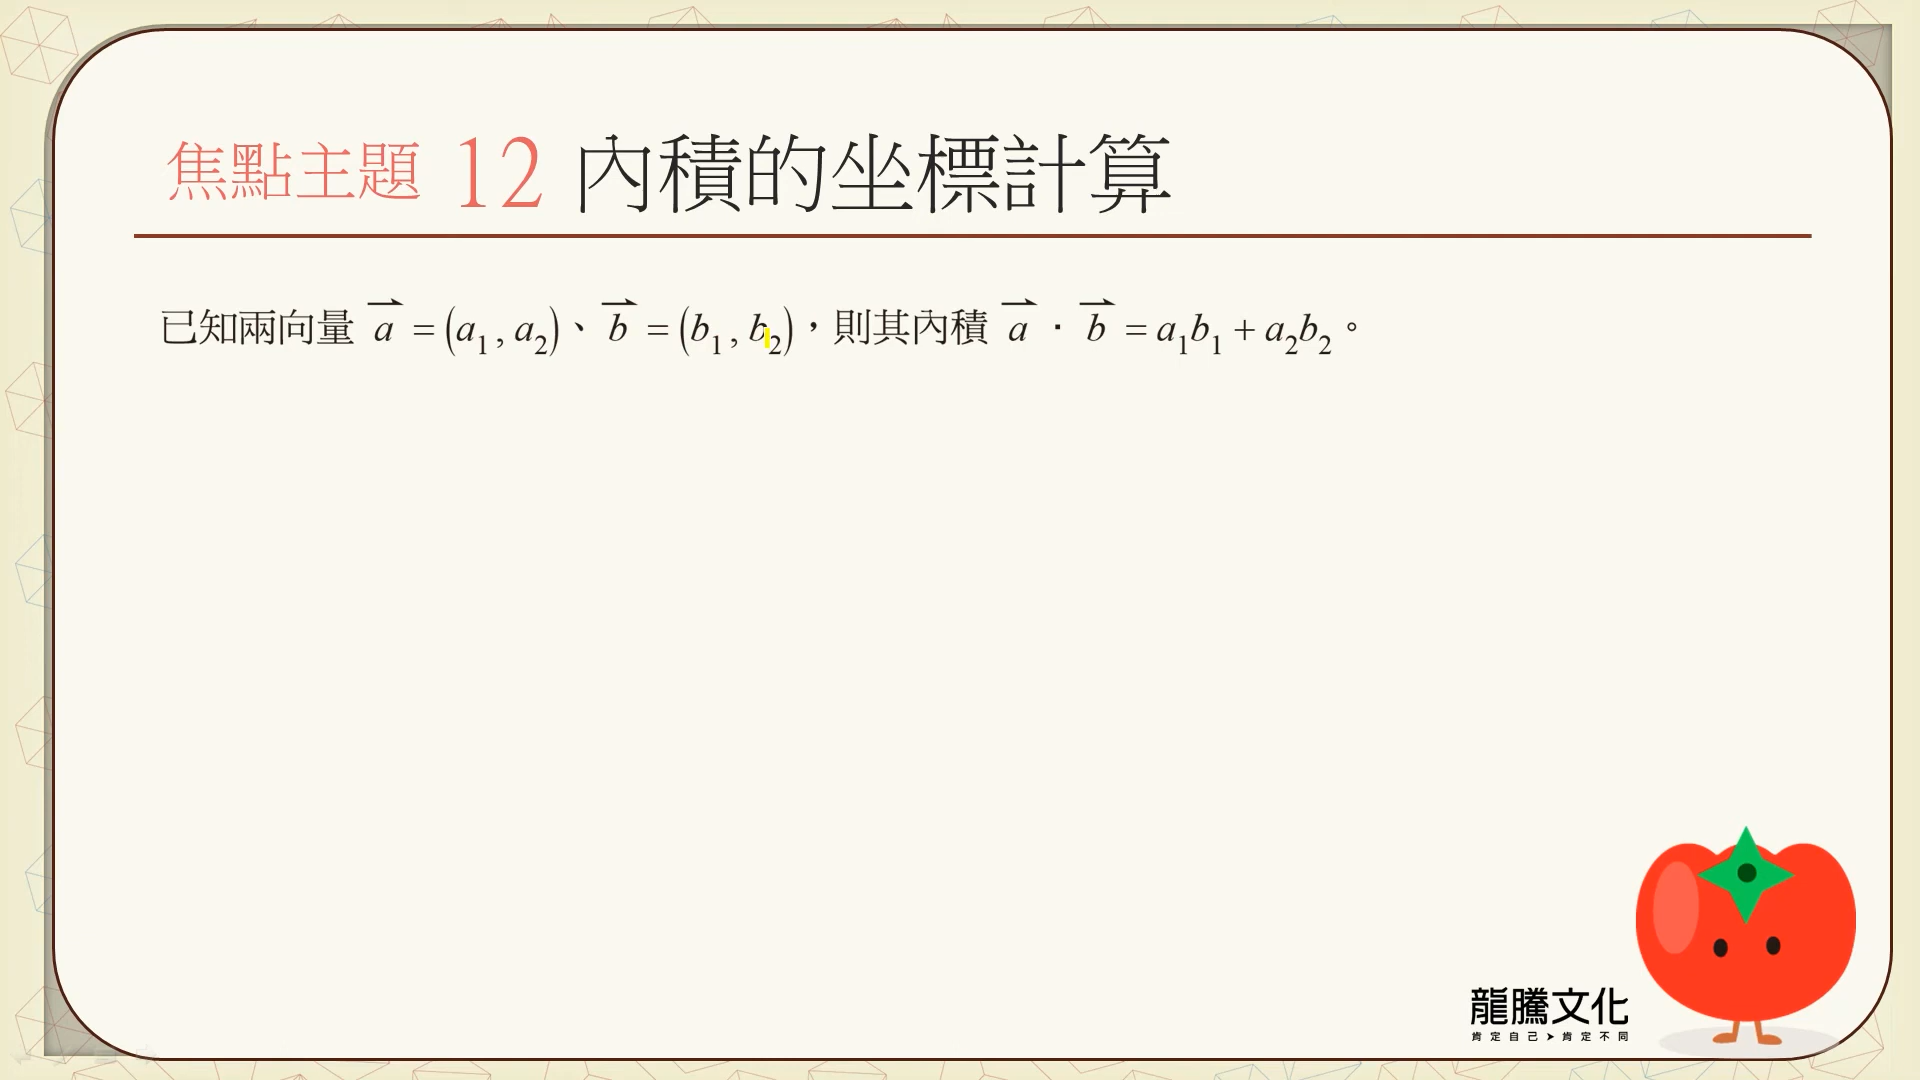 焦點主題 12 內積的坐標計算
已知兩向量 a⇀ = (a₁, a₂)、b⇀ = (b₁, b₂)，則其內積 a⇀ · b⇀ = a₁b₁ + a₂b₂。
龍騰文化
肯定自己➤肯定不同